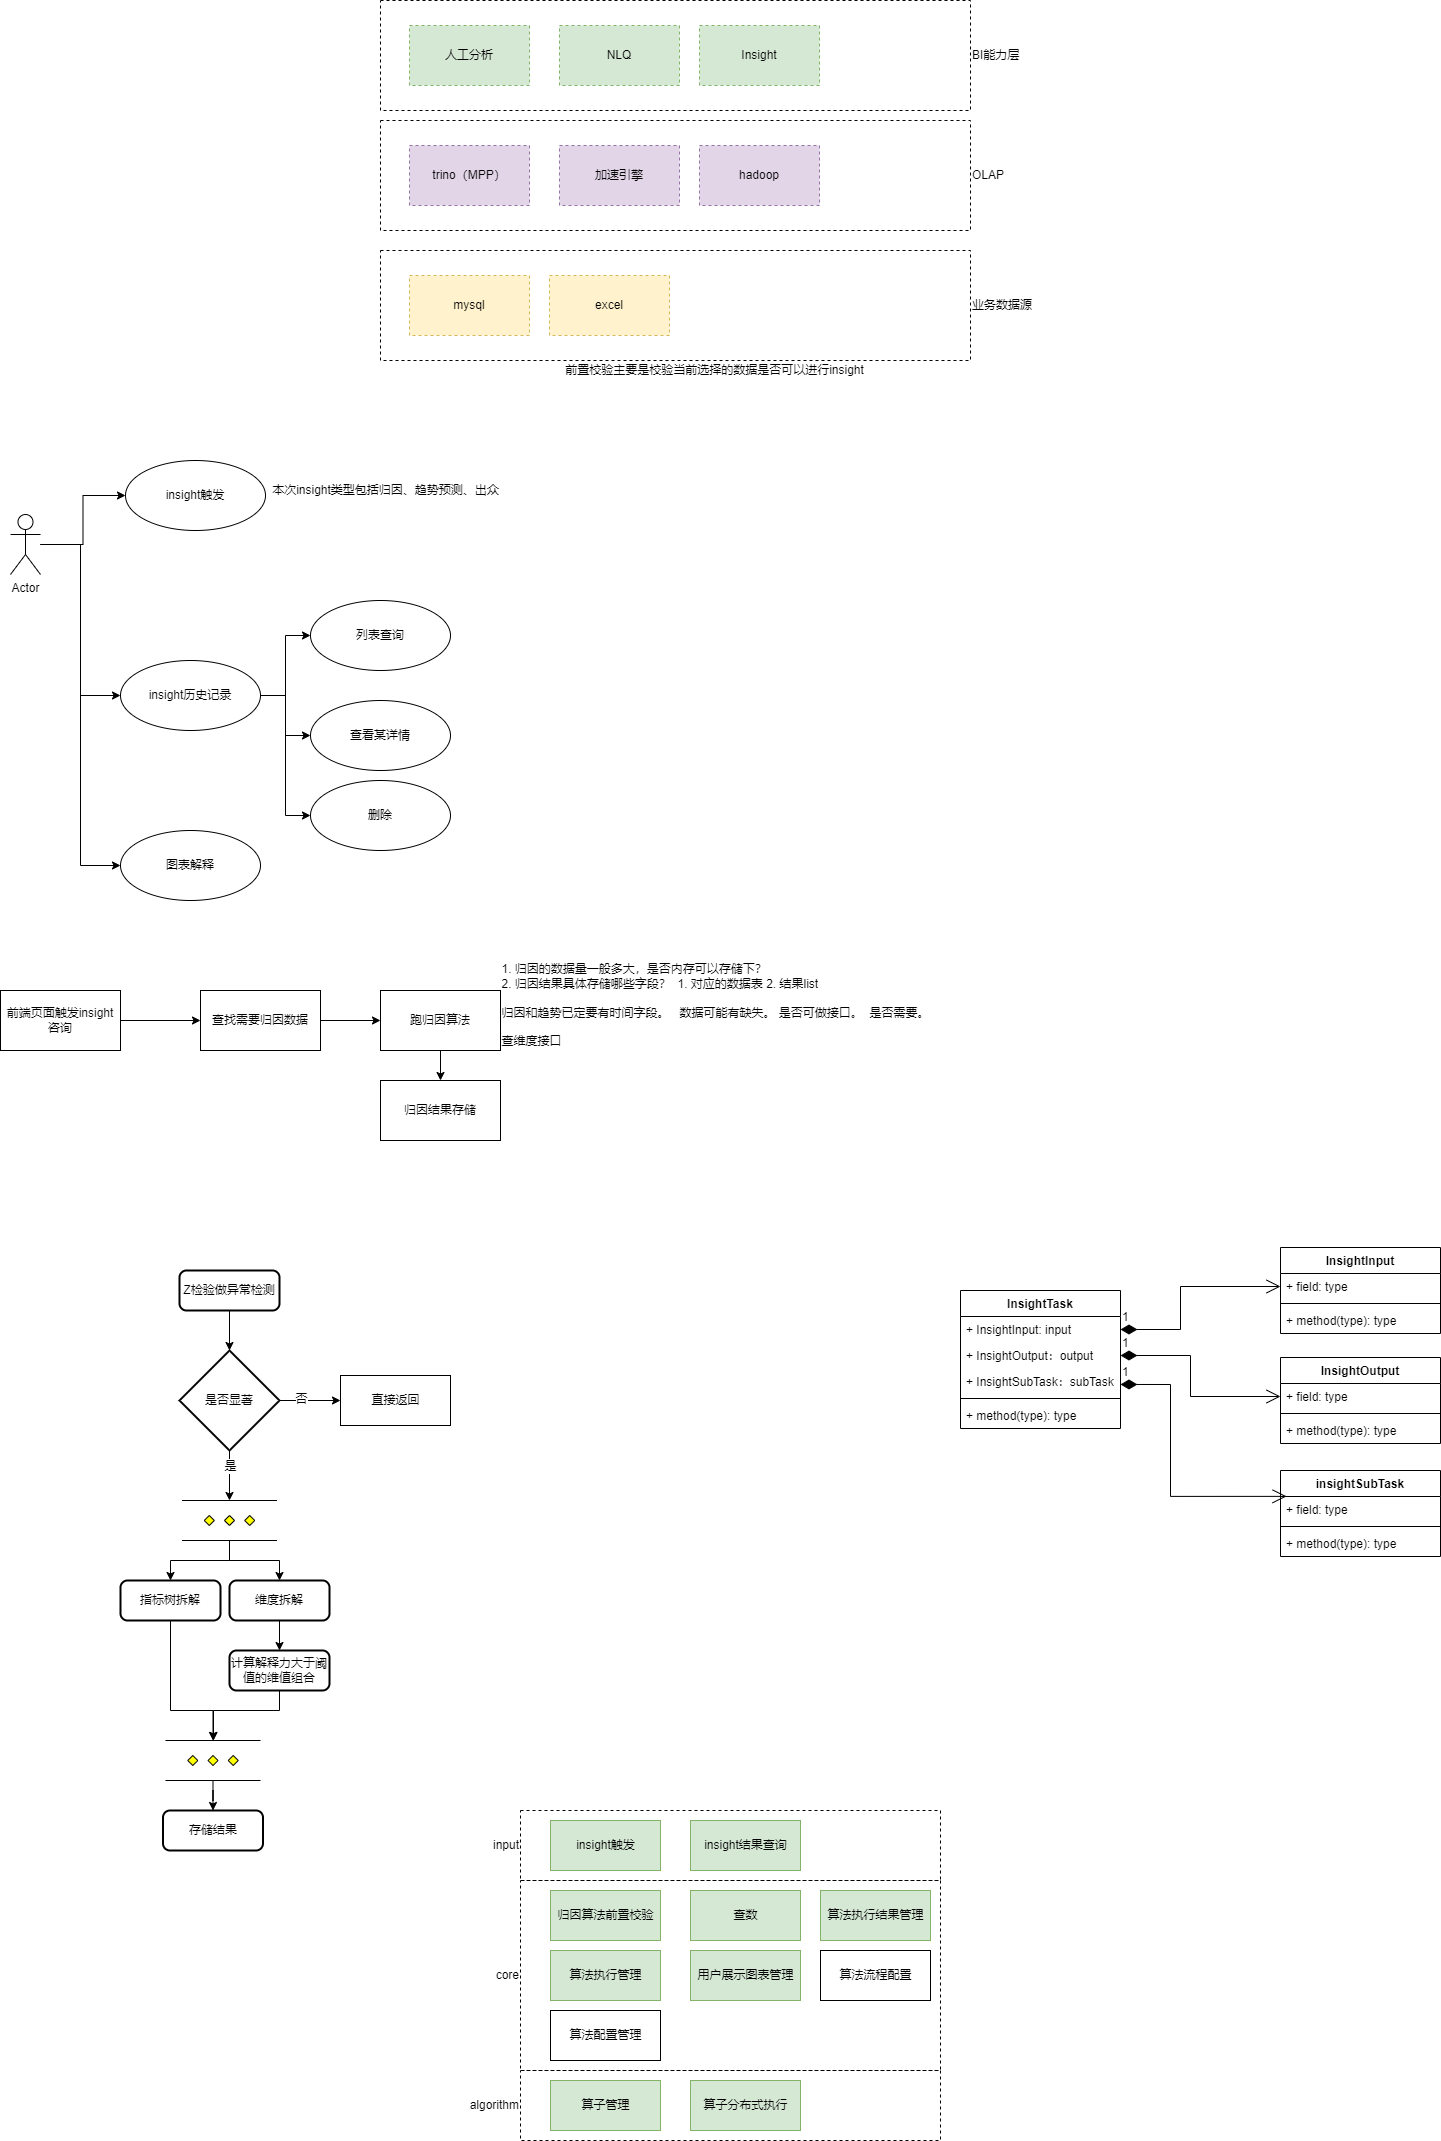 人工分析
NLQ
Insight
BI能力层
trino（MPP）
加速引擎
hadoop
OLAP
mysql
excel
业务数据源
前置校验主要是校验当前选择的数据是否可以进行insight
insight触发
本次insight类型包括归因、趋势预测、出众
Actor
列表查询
insight历史记录
查看某详情
删除
图表解释
1. 归因的数据量一般多大，是否内存可以存储下?
2. 归因结果具体存储哪些字段？ 1. 对应的数据表 2. 结果list
归因和趋势已定要有时间字段。 数据可能有缺失。 是否可做接口。 是否需要。
查维度接口
前端页面触发insight
咨询
查找需要归因数据
跑归因算法
归因结果存储
Z检验做异常检测
是否显著
否
直接返回
是
指标树拆解
维度拆解
计算解释力大于阈
值的维值组合
存储结果
InsightTask
+ InsightInput: input
+ InsightOutput：output
+ InsightSubTask：subTask
+ method(type): type
1
1
1
InsightInput
+ field: type
+ method(type): type
InsightOutput
+ field: type
+ method(type): type
insightSubTask
+ field: type
+ method(type): type
input
insight触发
insight结果查询
归因算法前置校验
查数
算法执行结果管理
core
算法执行管理
用户展示图表管理
算法流程配置
算法配置管理
algorithm
算子管理
算子分布式执行